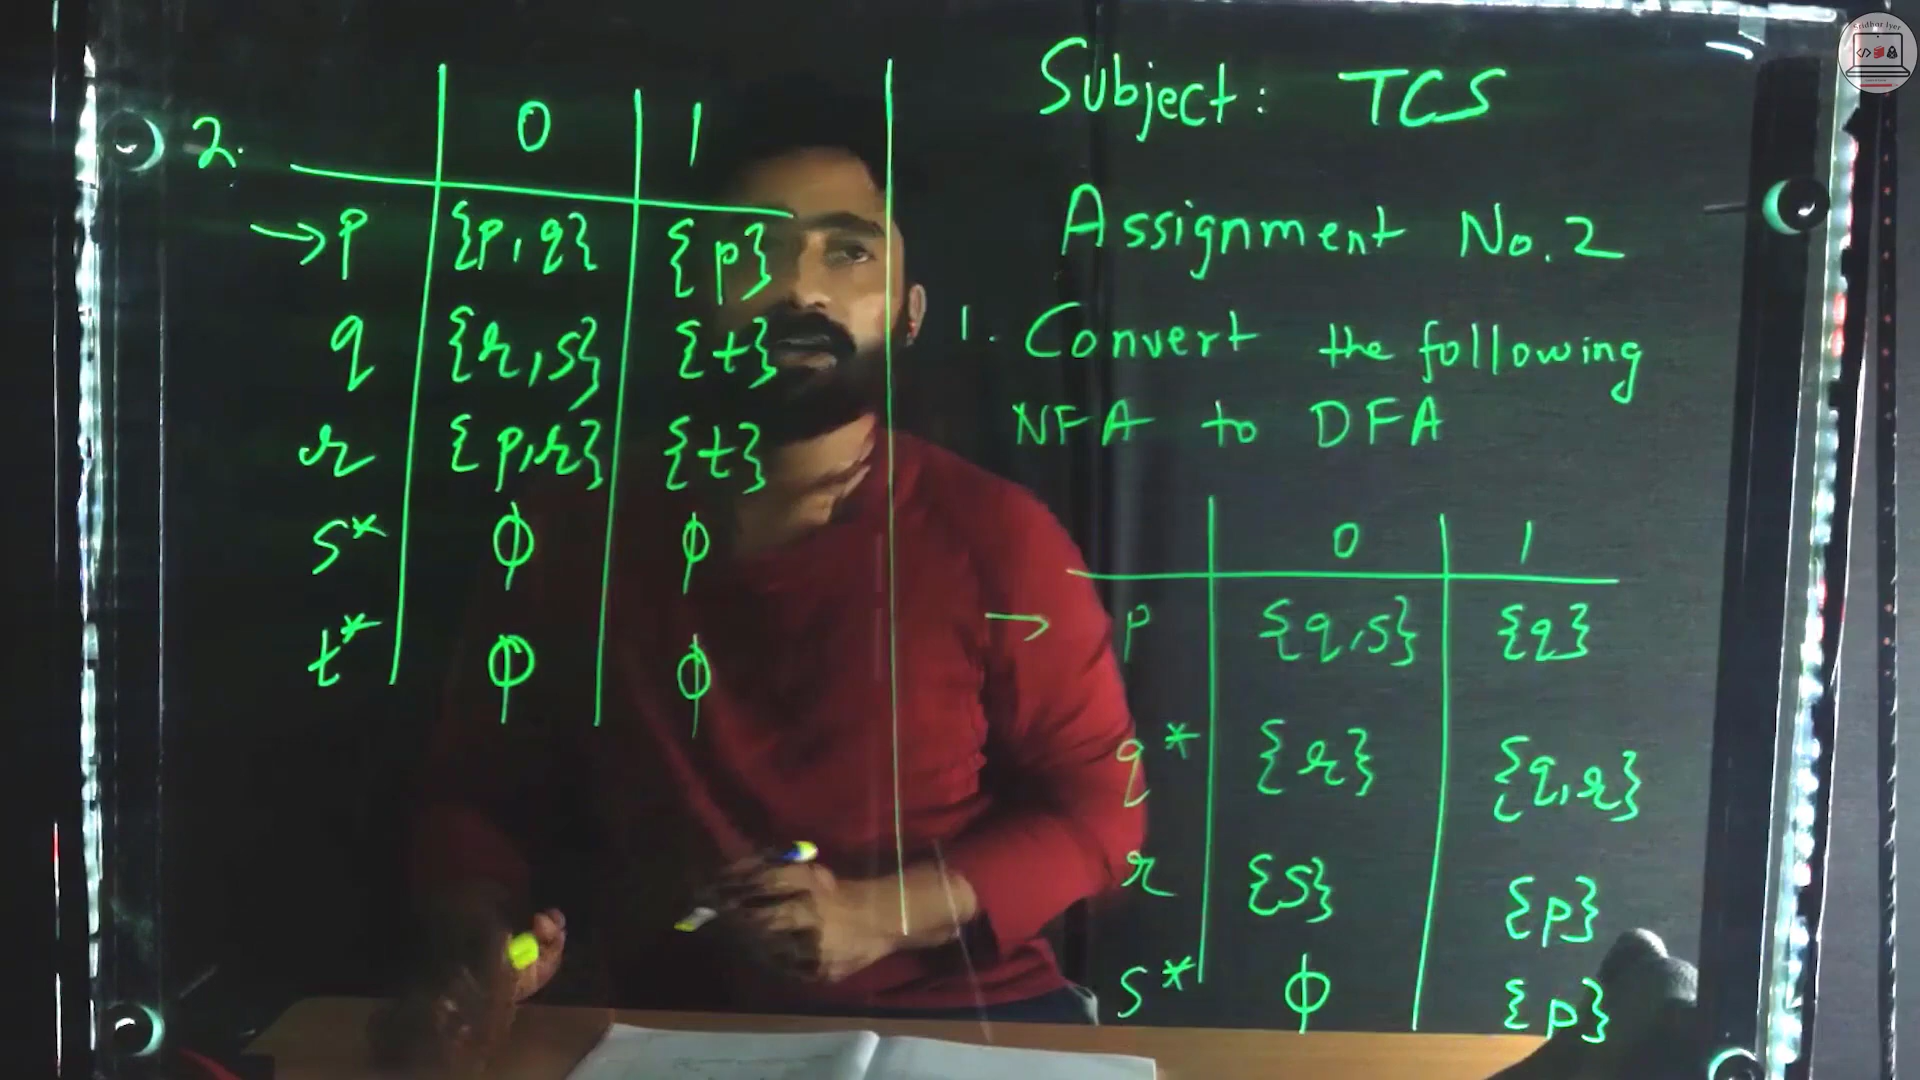 Subject: TCS
Assignment No. 2
1. Convert the following
NFA to DFA
0 1
→ p {q,s} {q}
q* {r} {q,r}
r {s} {p}
s* ϕ {p}
2. 0 1
→ p {p,q} {p}
q {r,s} {t}
r {p,r} {t}
s* ϕ ϕ
t* ϕ ϕ